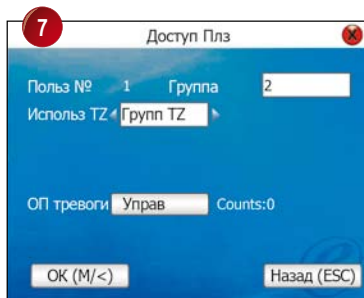 7
Доступ Плз
Польз № 1 Группа 2
Использ TZ Групп TZ
ОП тревоги Управ Counts:0
OK (M/<) Назад (ESC)